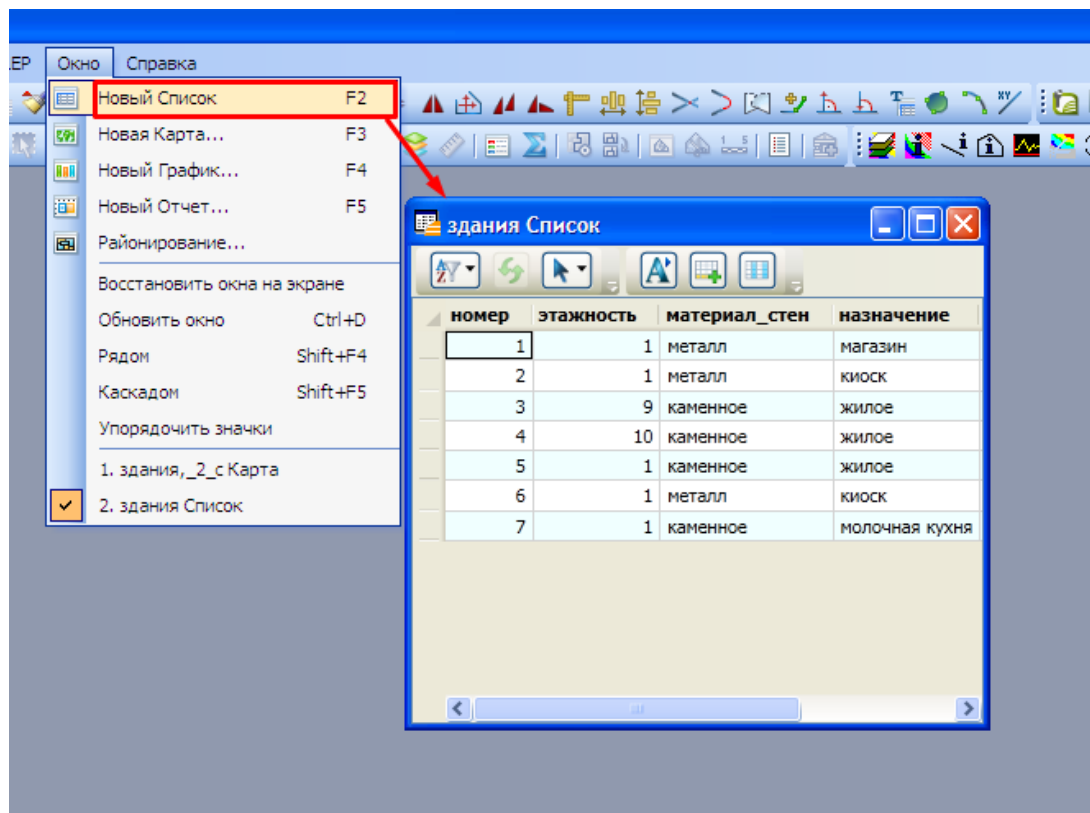 ЕР Окно Справка
Новый Список F2
Новая Карта... F3
Новый График... F4
Новый Отчет... F5
Районирование...
Восстановить окна на экране
Обновить окно Ctrl+D
Рядом Shift+F4
Каскадом Shift+F5
Упорядочить значки
1. здания,_2_с Карта
2. здания Список
здания Список
номер этажность материал_стен назначение
1 1 металл магазин
2 1 металл киоск
3 9 каменное жилое
4 10 каменное жилое
5 1 каменное жилое
6 1 металл киоск
7 1 каменное молочная кухня